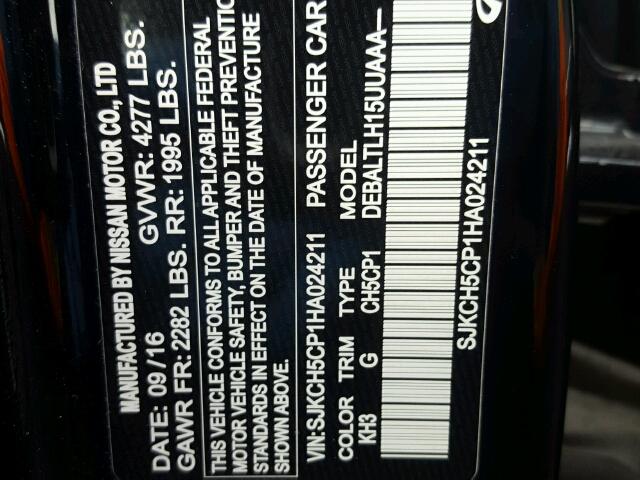 MANUFACTURED BY NISSAN MOTOR CO., LTD
DATE: 09/16 GVWR: 4277 LBS.
GAWR FR: 2282 LBS. RR: 1995 LBS.
THIS VEHICLE CONFORMS TO ALL APPLICABLE FEDERAL
MOTOR VEHICLE SAFETY, BUMPER AND THEFT PREVENTION
STANDARDS IN EFFECT ON THE DATE OF MANUFACTURE
SHOWN ABOVE.
VIN: SJKCH5CP1HA024211 PASSENGER CAR
COLOR TRIM TYPE MODEL
KH3 G CH5CP1 DEBALTLH15UUAAA–
SJKCH5CP1HA024211